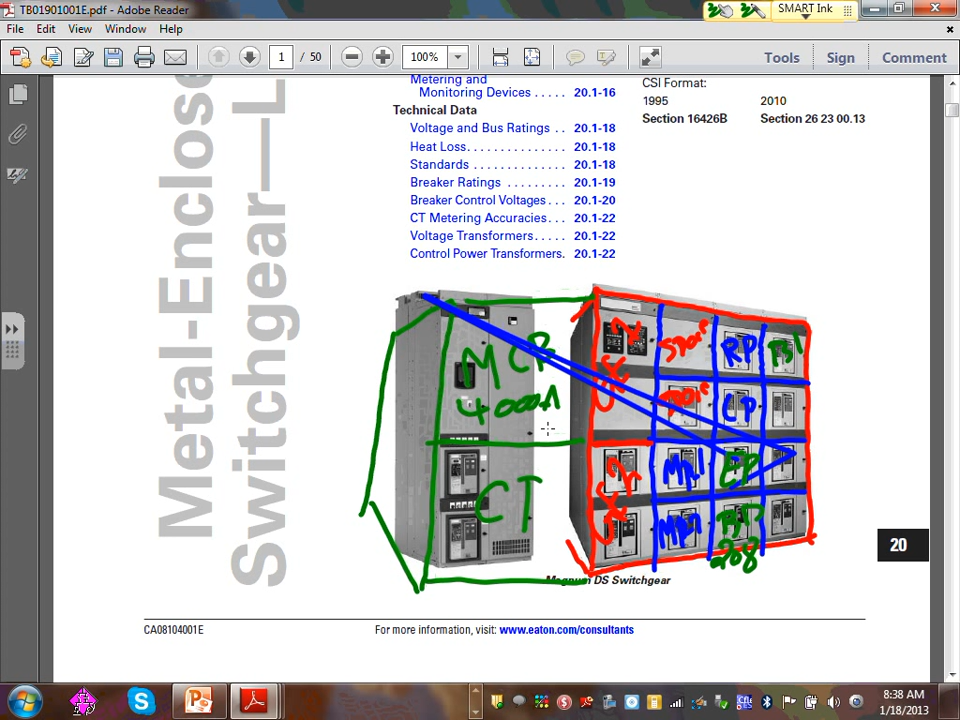 TB01901001E.pdf - Adobe Reader
SMART Ink
File Edit View Window Help
1 / 50 100% Tools Sign Comment
Metal-Enclose
Switchgear—L
Metering and
Monitoring Devices . . . . . 20.1-16
Technical Data
Voltage and Bus Ratings . . 20.1-18
Heat Loss. . . . . . . . . . . . . . . 20.1-18
Standards . . . . . . . . . . . . . . 20.1-18
Breaker Ratings . . . . . . . . . 20.1-19
Breaker Control Voltages . . . 20.1-20
CT Metering Accuracies. . . 20.1-22
Voltage Transformers. . . . . 20.1-22
Control Power Transformers. 20.1-22
CSI Format:
1995 2010
Section 16426B Section 26 23 00.13
MCR
4000A
CT
RP
B1
CP
EP
208
20
Magnum DS Switchgear
CA08104001E For more information, visit: www.eaton.com/consultants
8:38 AM
1/18/2013